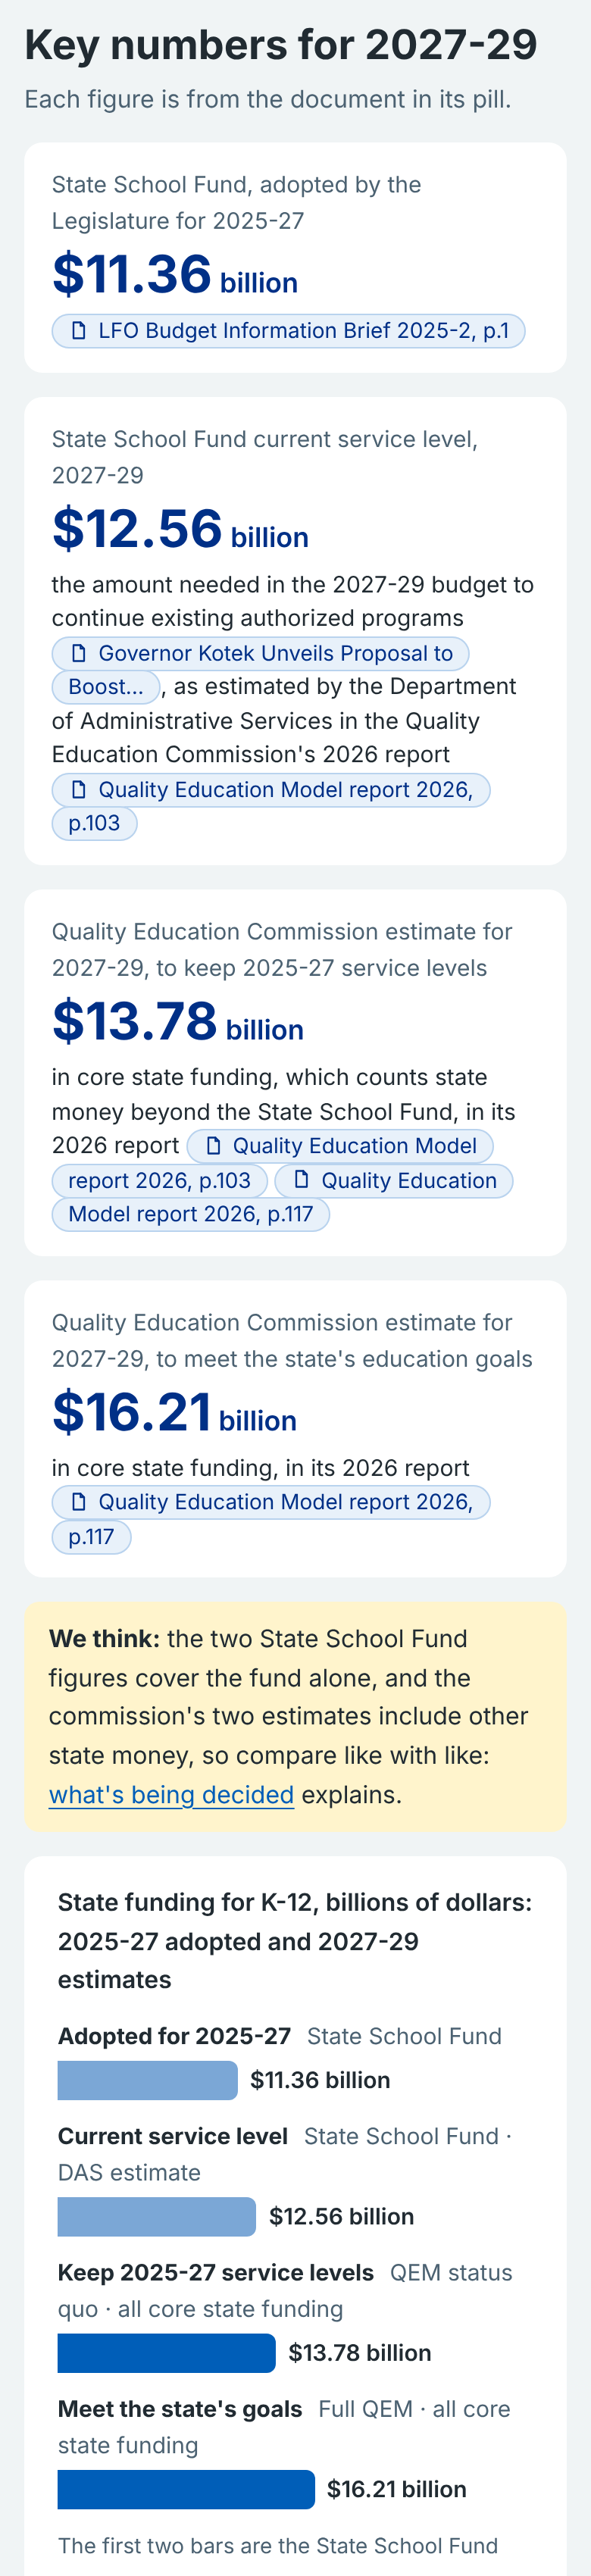 Key numbers for 2027-29
Each figure is from the document in its pill.
State School Fund, adopted by the
Legislature for 2025-27
$11.36 billion
LFO Budget Information Brief 2025-2, p.1
State School Fund current service level,
2027-29
$12.56 billion
the amount needed in the 2027-29 budget to
continue existing authorized programs
Governor Kotek Unveils Proposal to
Boost... , as estimated by the Department
of Administrative Services in the Quality
Education Commission's 2026 report
Quality Education Model report 2026,
p.103
Quality Education Commission estimate for
2027-29, to keep 2025-27 service levels
$13.78 billion
in core state funding, which counts state
money beyond the State School Fund, in its
2026 report Quality Education Model
report 2026, p.103 Quality Education
Model report 2026, p.117
Quality Education Commission estimate for
2027-29, to meet the state's education goals
$16.21 billion
in core state funding, in its 2026 report
Quality Education Model report 2026,
p.117
We think: the two State School Fund
figures cover the fund alone, and the
commission's two estimates include other
state money, so compare like with like:
what's being decided explains.
State funding for K-12, billions of dollars:
2025-27 adopted and 2027-29
estimates
Adopted for 2025-27 State School Fund
$11.36 billion
Current service level State School Fund ·
DAS estimate
$12.56 billion
Keep 2025-27 service levels QEM status
quo · all core state funding
$13.78 billion
Meet the state's goals Full QEM · all core
state funding
$16.21 billion
The first two bars are the State School Fund